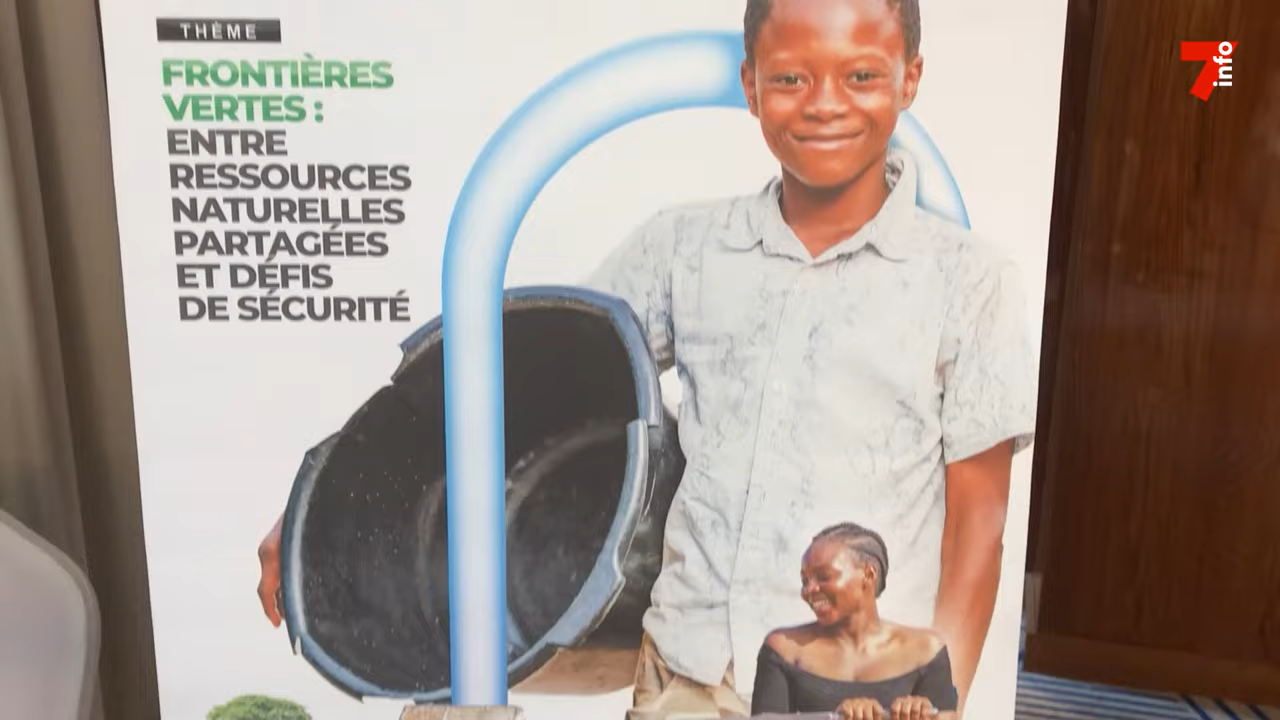 THÈME
FRONTIÈRES
VERTES :
ENTRE
RESSOURCES
NATURELLES
PARTAGÉES
ET DÉFIS
DE SÉCURITÉ
7info